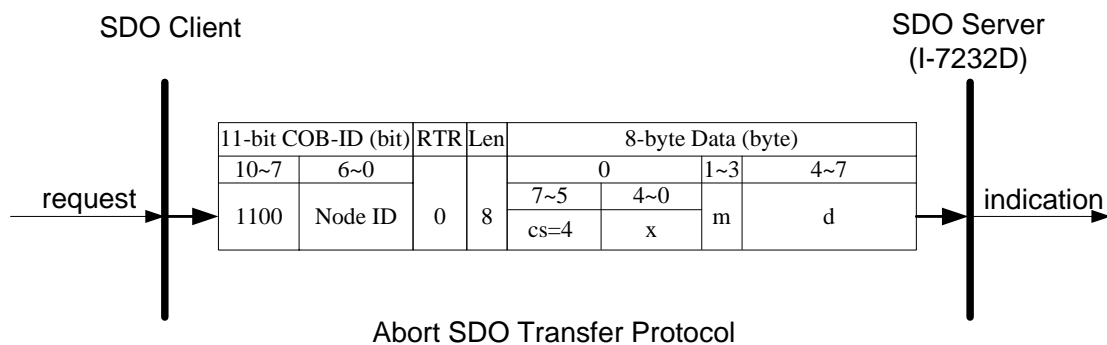 SDO Client
SDO Server
(I-7232D)
11-bit COB-ID (bit) RTR Len 8-byte Data (byte)
10~7 6~0 0 1~3 4~7
request
indication
7~5 4~0
1100 Node ID 0 8 m d
cs=4 x
Abort SDO Transfer Protocol